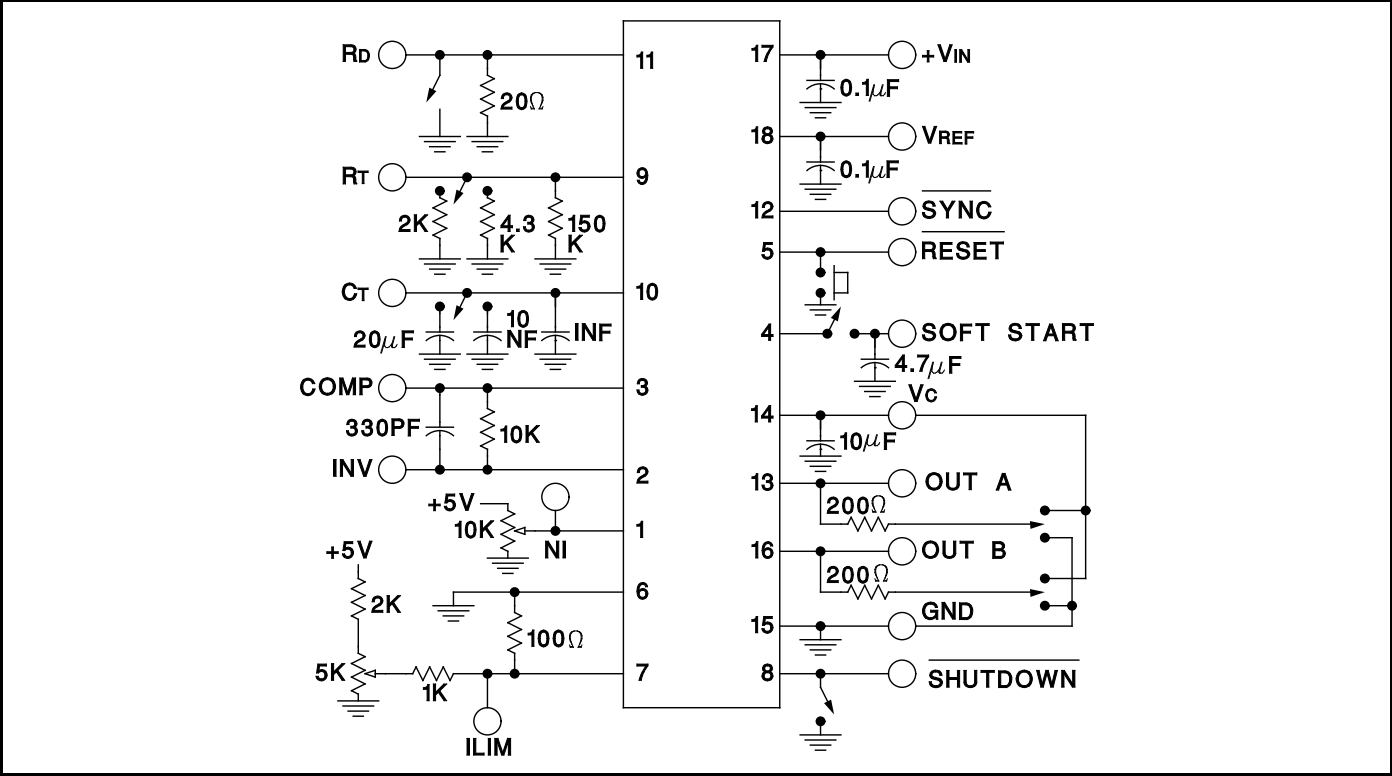 RD
11
20Ω
RT
9
2K
4.3
K
150
K
CT
10
20μF
10
NF
INF
COMP
3
330PF
10K
INV
2
+5V
10K
1
NI
+5V
6
2K
100Ω
5K
7
1K
ILIM
17
+VIN
0.1μF
18
VREF
0.1μF
12
SYNC
5
RESET
4
SOFT START
4.7μF
VC
14
10μF
13
OUT A
200Ω
16
OUT B
200Ω
GND
15
8
SHUTDOWN